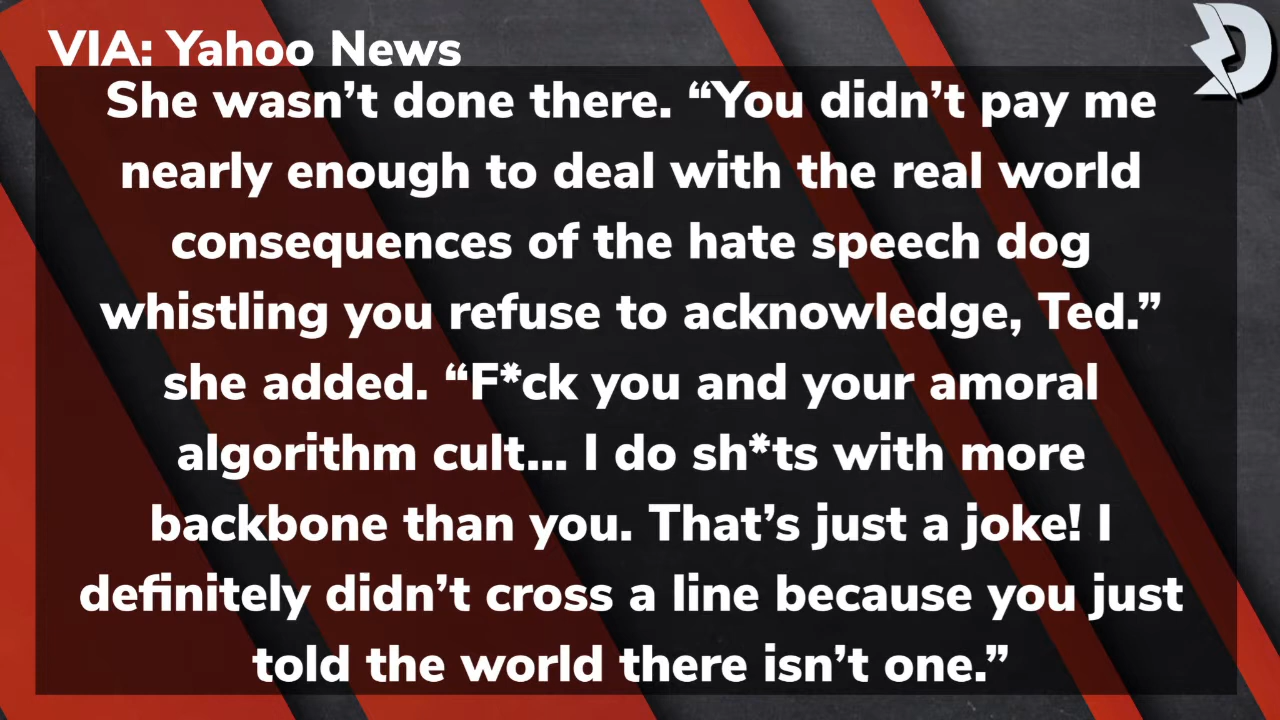 VIA: Yahoo News
She wasn’t done there. “You didn’t pay me
nearly enough to deal with the real world
consequences of the hate speech dog
whistling you refuse to acknowledge, Ted.”
she added. “F*ck you and your amoral
algorithm cult... I do sh*ts with more
backbone than you. That’s just a joke! I
definitely didn’t cross a line because you just
told the world there isn’t one.”